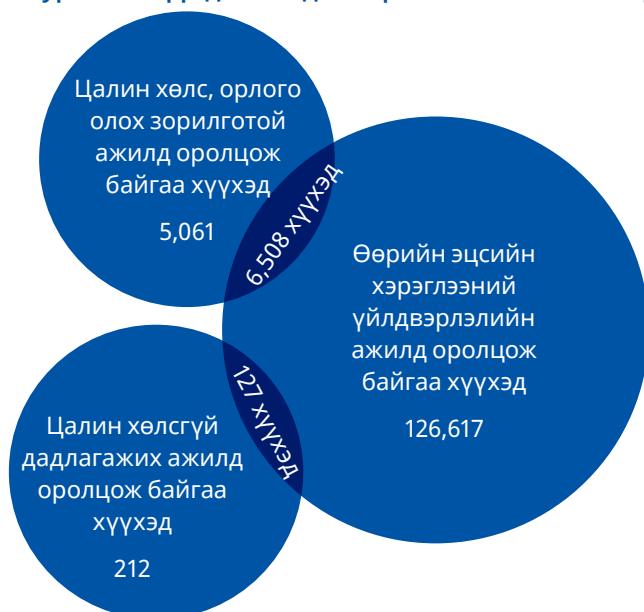 Цалин хөлс, орлого
олох зорилготой
ажилд оролцож
байгаа хүүхэд
5,061
6,508 хүүхэд
Өөрийн эцсийн
хэрэглээний
үйлдвэрлэлийн
ажилд оролцож
байгаа хүүхэд
126,617
127 хүүхэд
Цалин хөлсгүй
дадлагажих ажилд
оролцож байгаа
хүүхэд
212